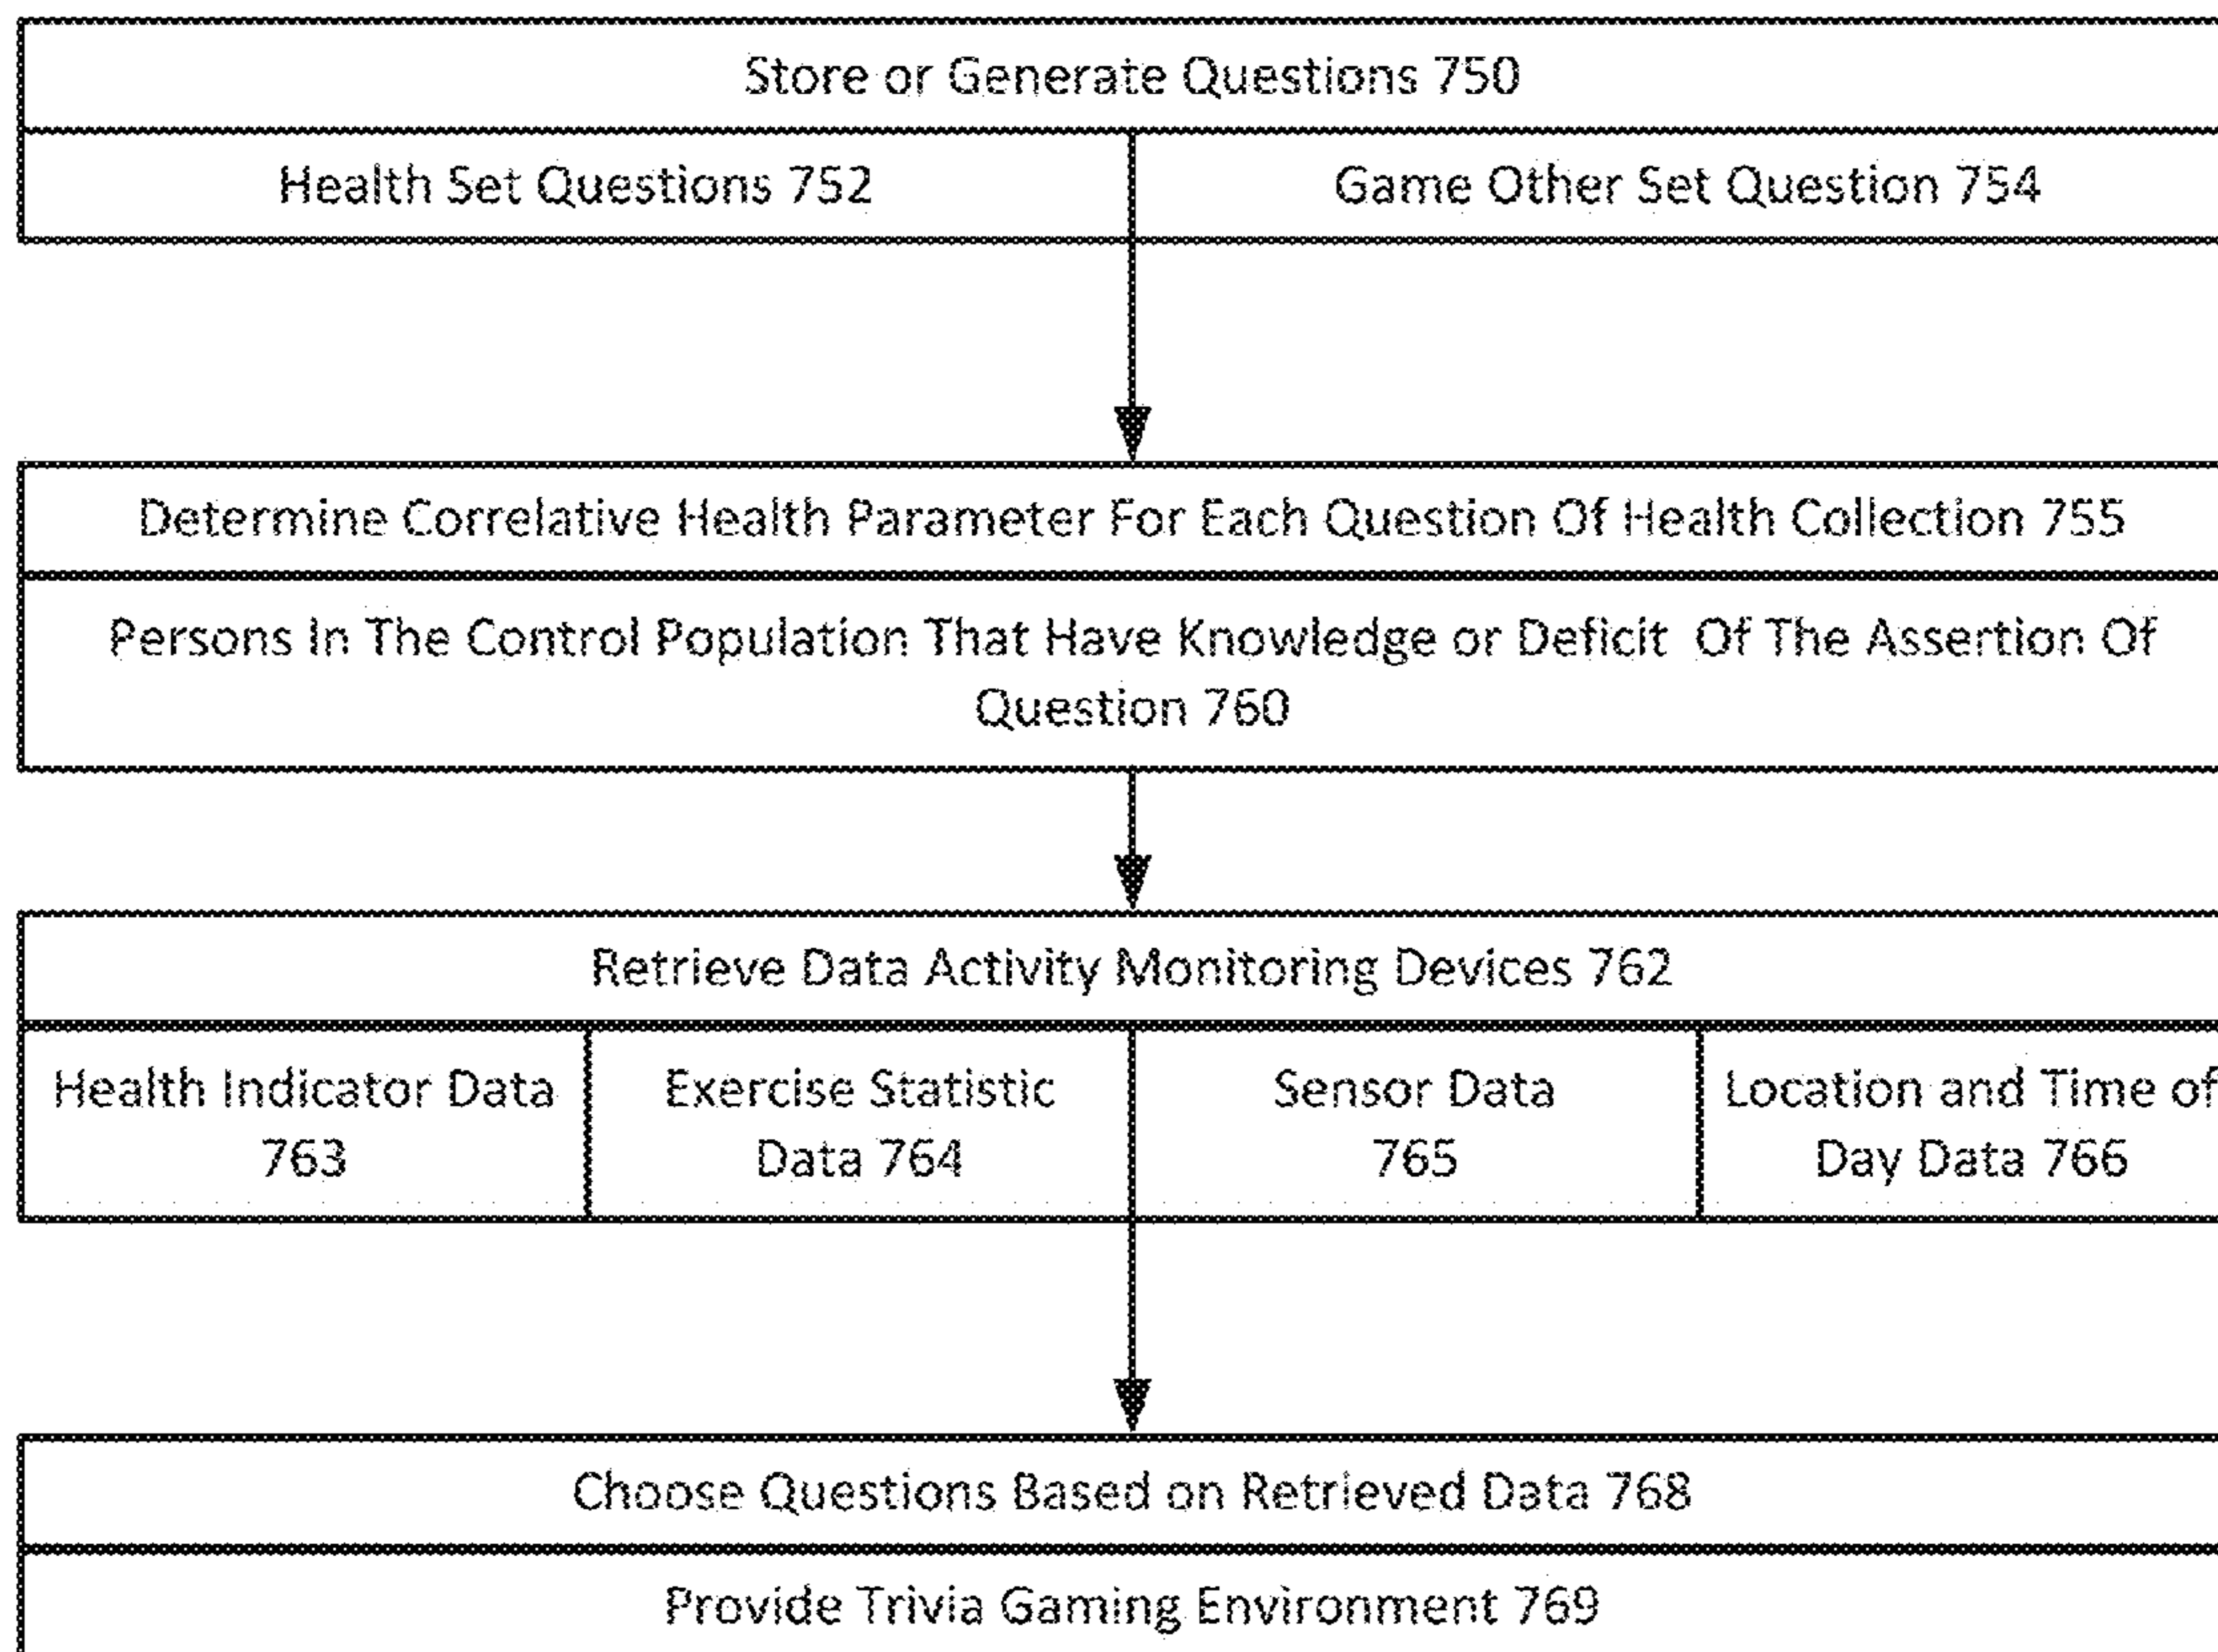 Store or Generate Questions 750
Health Set Questions 752
Game Other Set Question 754
Determine Correlative Health Parameter For Each Question Of Health Collection 755
Persons In The Control Population That Have Knowledge or Deficit Of The Assertion Of
Question 760
Retrieve Data Activity Monitoring Devices 762
Health Indicator Data
763
Exercise Statistic
Data 764
Sensor Data
765
Location and Time of
Day Data 766
Choose Questions Based on Retrieved Data 768
Provide Trivia Gaming Environment 769